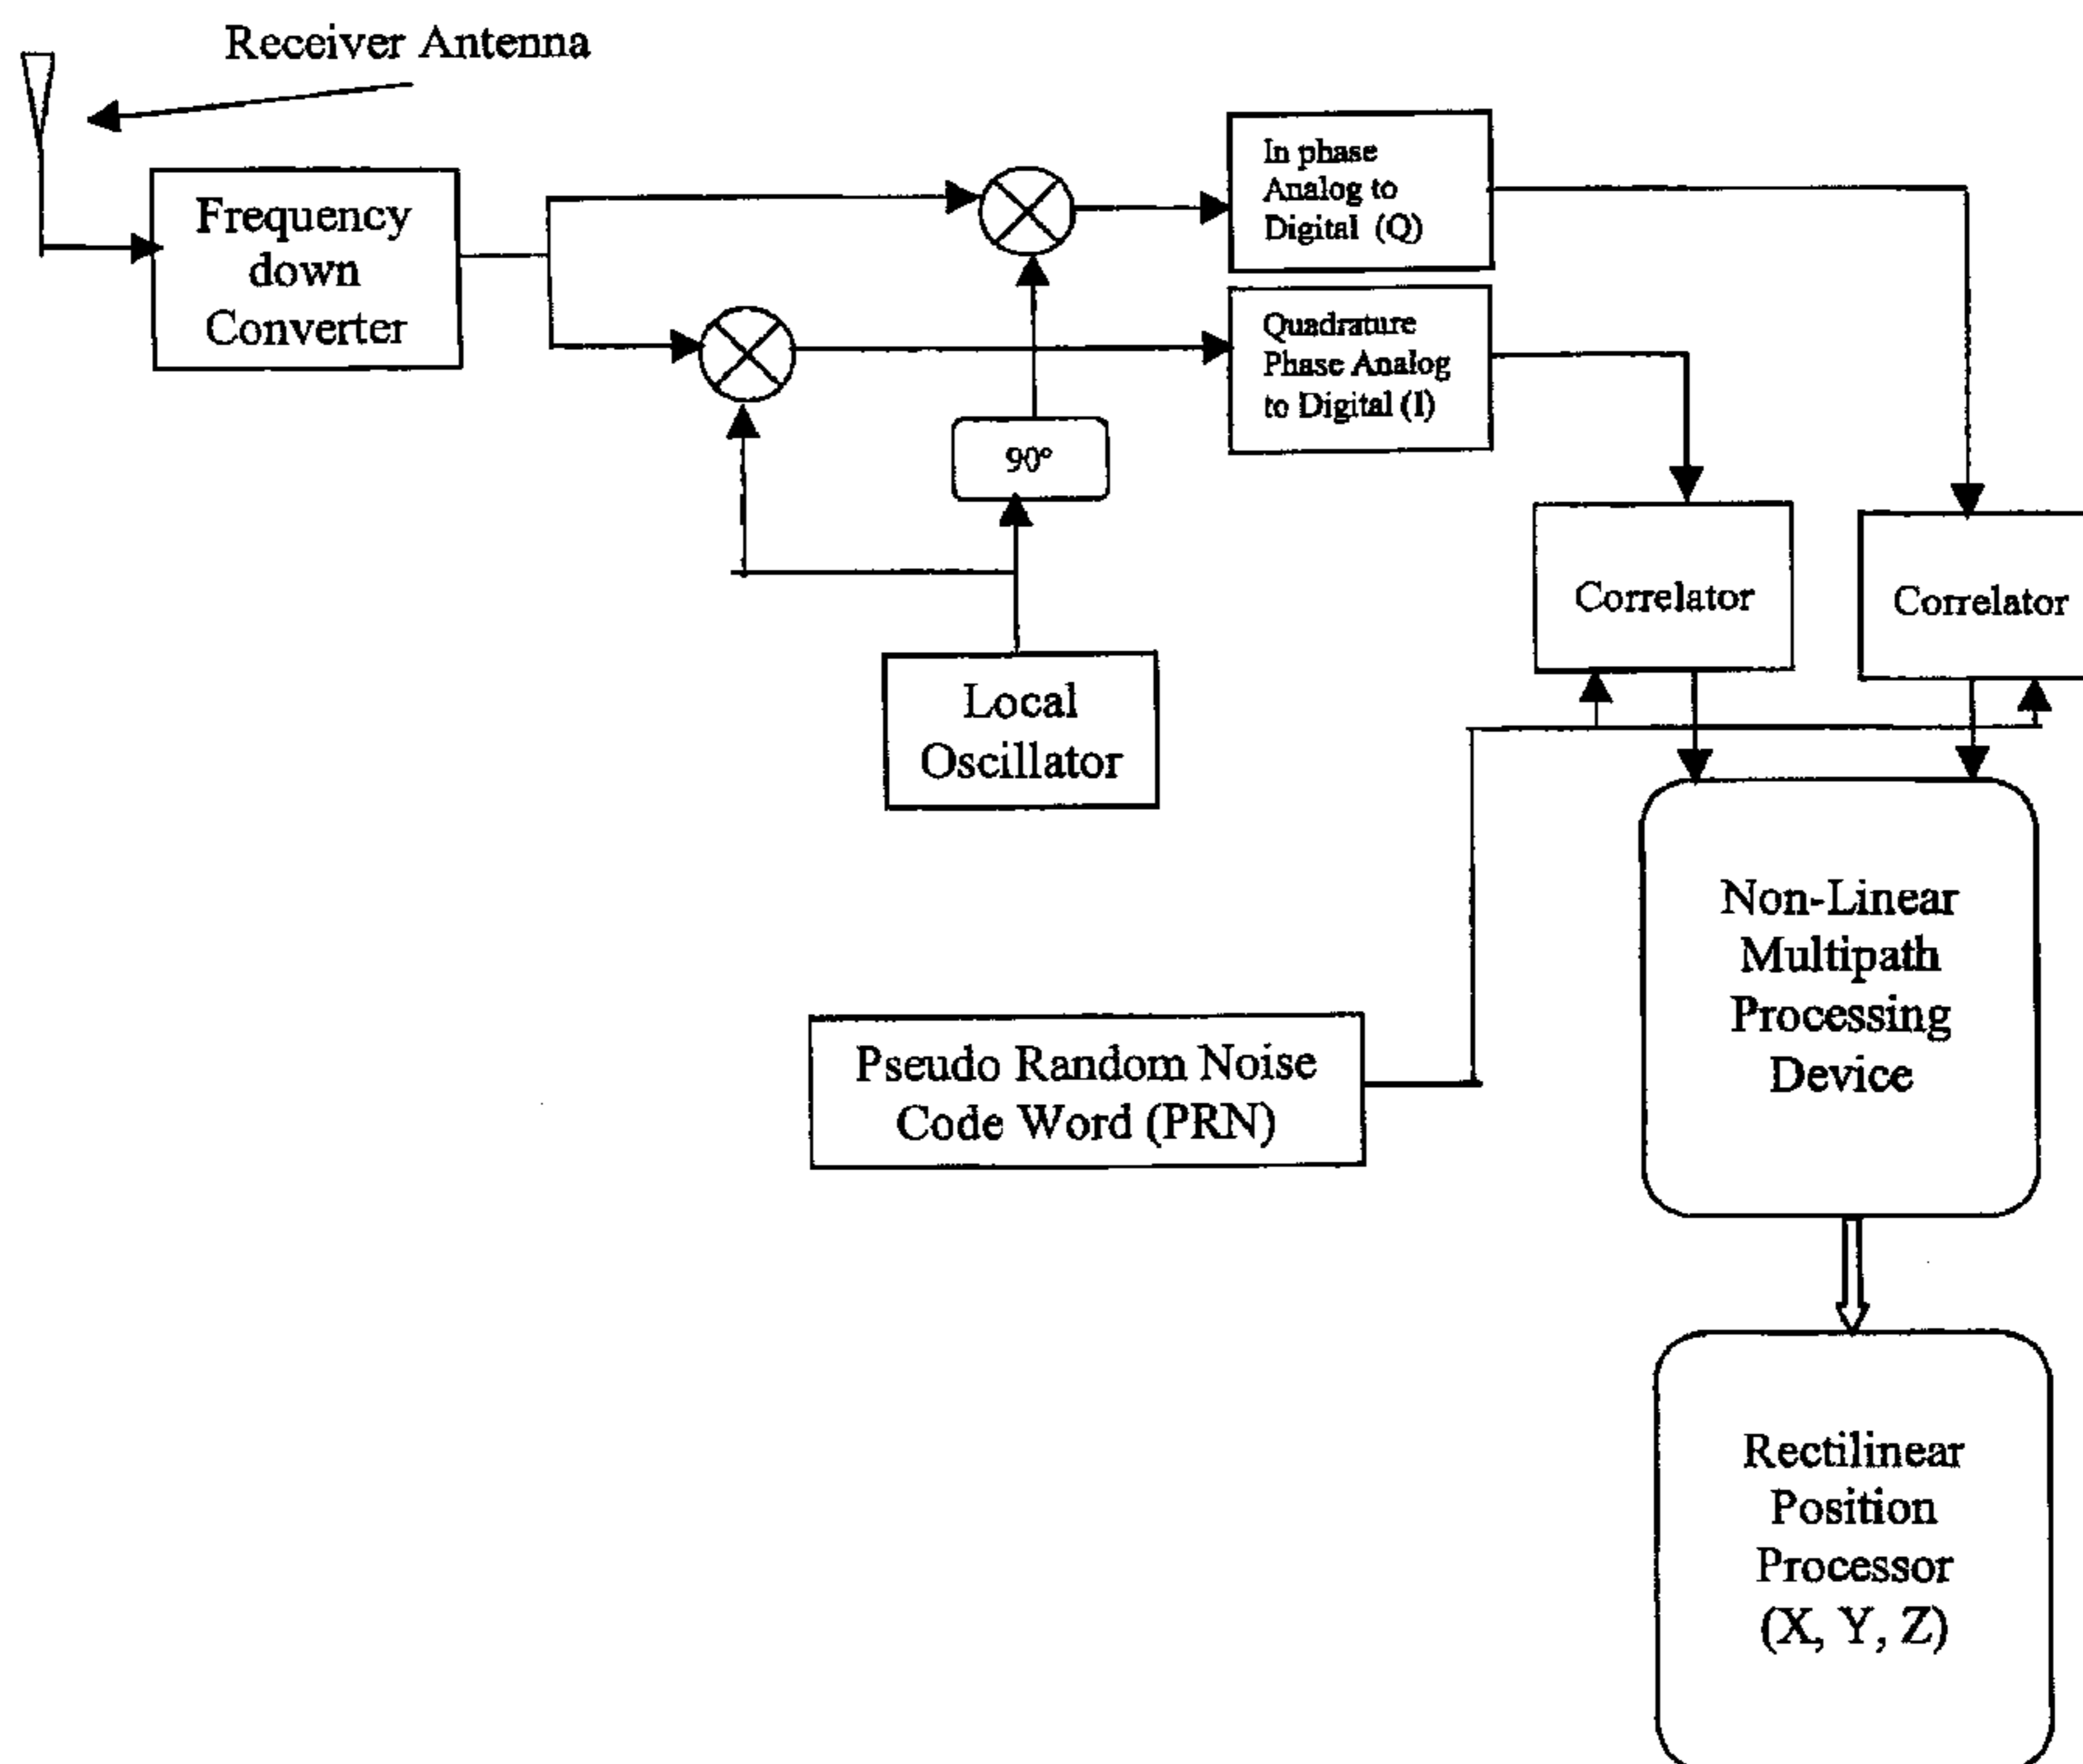 Receiver Antenna
Frequency
down
Converter
In phase
Analog to
Digital (Q)
Quadrature
Phase Analog
to Digital (I)
90°
Local
Oscillator
Correlator
Correlator
Pseudo Random Noise
Code Word (PRN)
Non-Linear
Multipath
Processing
Device
Rectilinear
Position
Processor
(X, Y, Z)